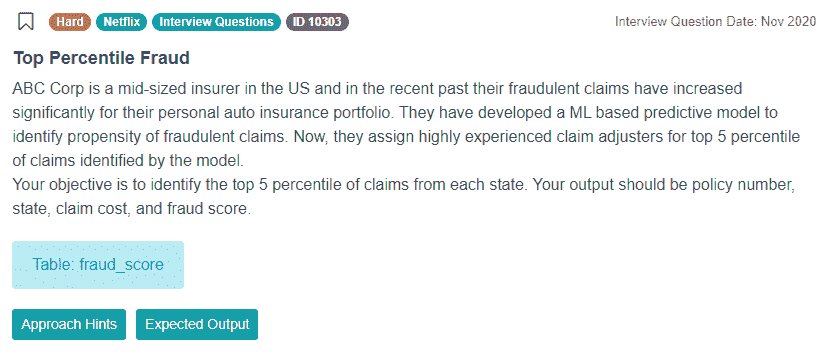 Hard Netflix Interview Questions ID 10303 Interview Question Date: Nov 2020
Top Percentile Fraud
ABC Corp is a mid-sized insurer in the US and in the recent past their fraudulent claims have increased
significantly for their personal auto insurance portfolio. They have developed a ML based predictive model to
identify propensity of fraudulent claims. Now, they assign highly experienced claim adjusters for top 5 percentile
of claims identified by the model.
Your objective is to identify the top 5 percentile of claims from each state. Your output should be policy number,
state, claim cost, and fraud score.
Table: fraud_score
Approach Hints Expected Output